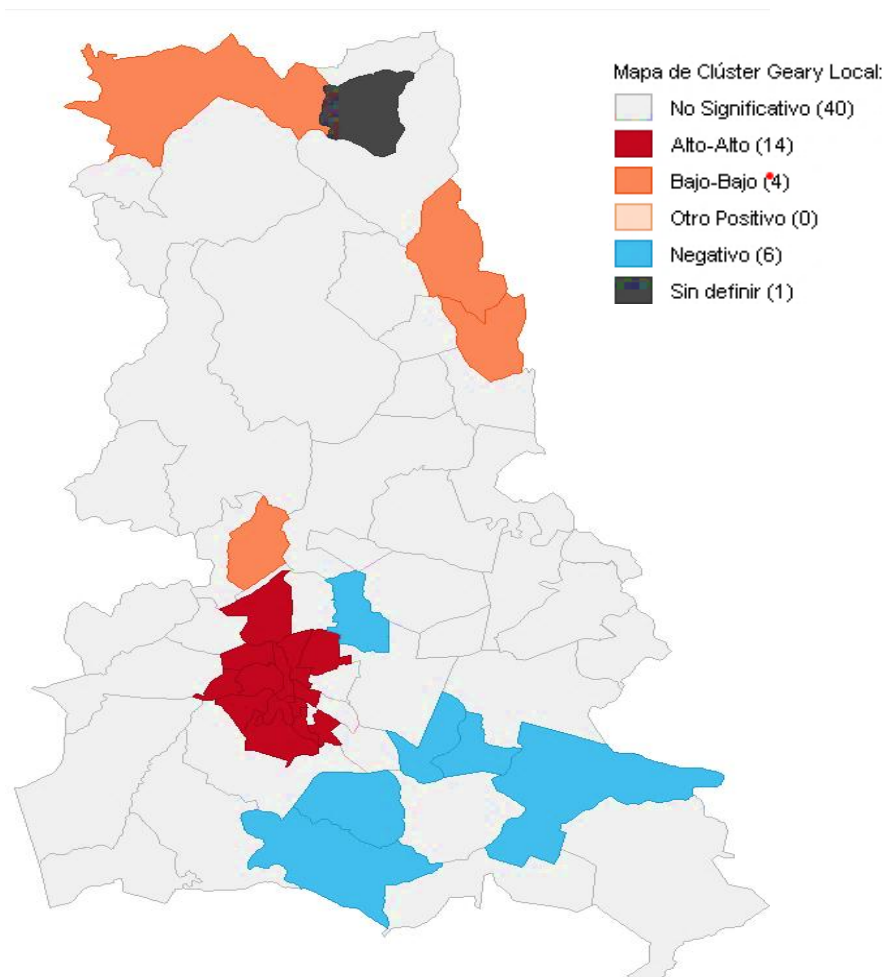 Mapa de Clúster Geary Local:
No Significativo (40)
Alto-Alto (14)
Bajo-Bajo (4)
Otro Positivo (0)
Negativo (6)
Sin definir (1)